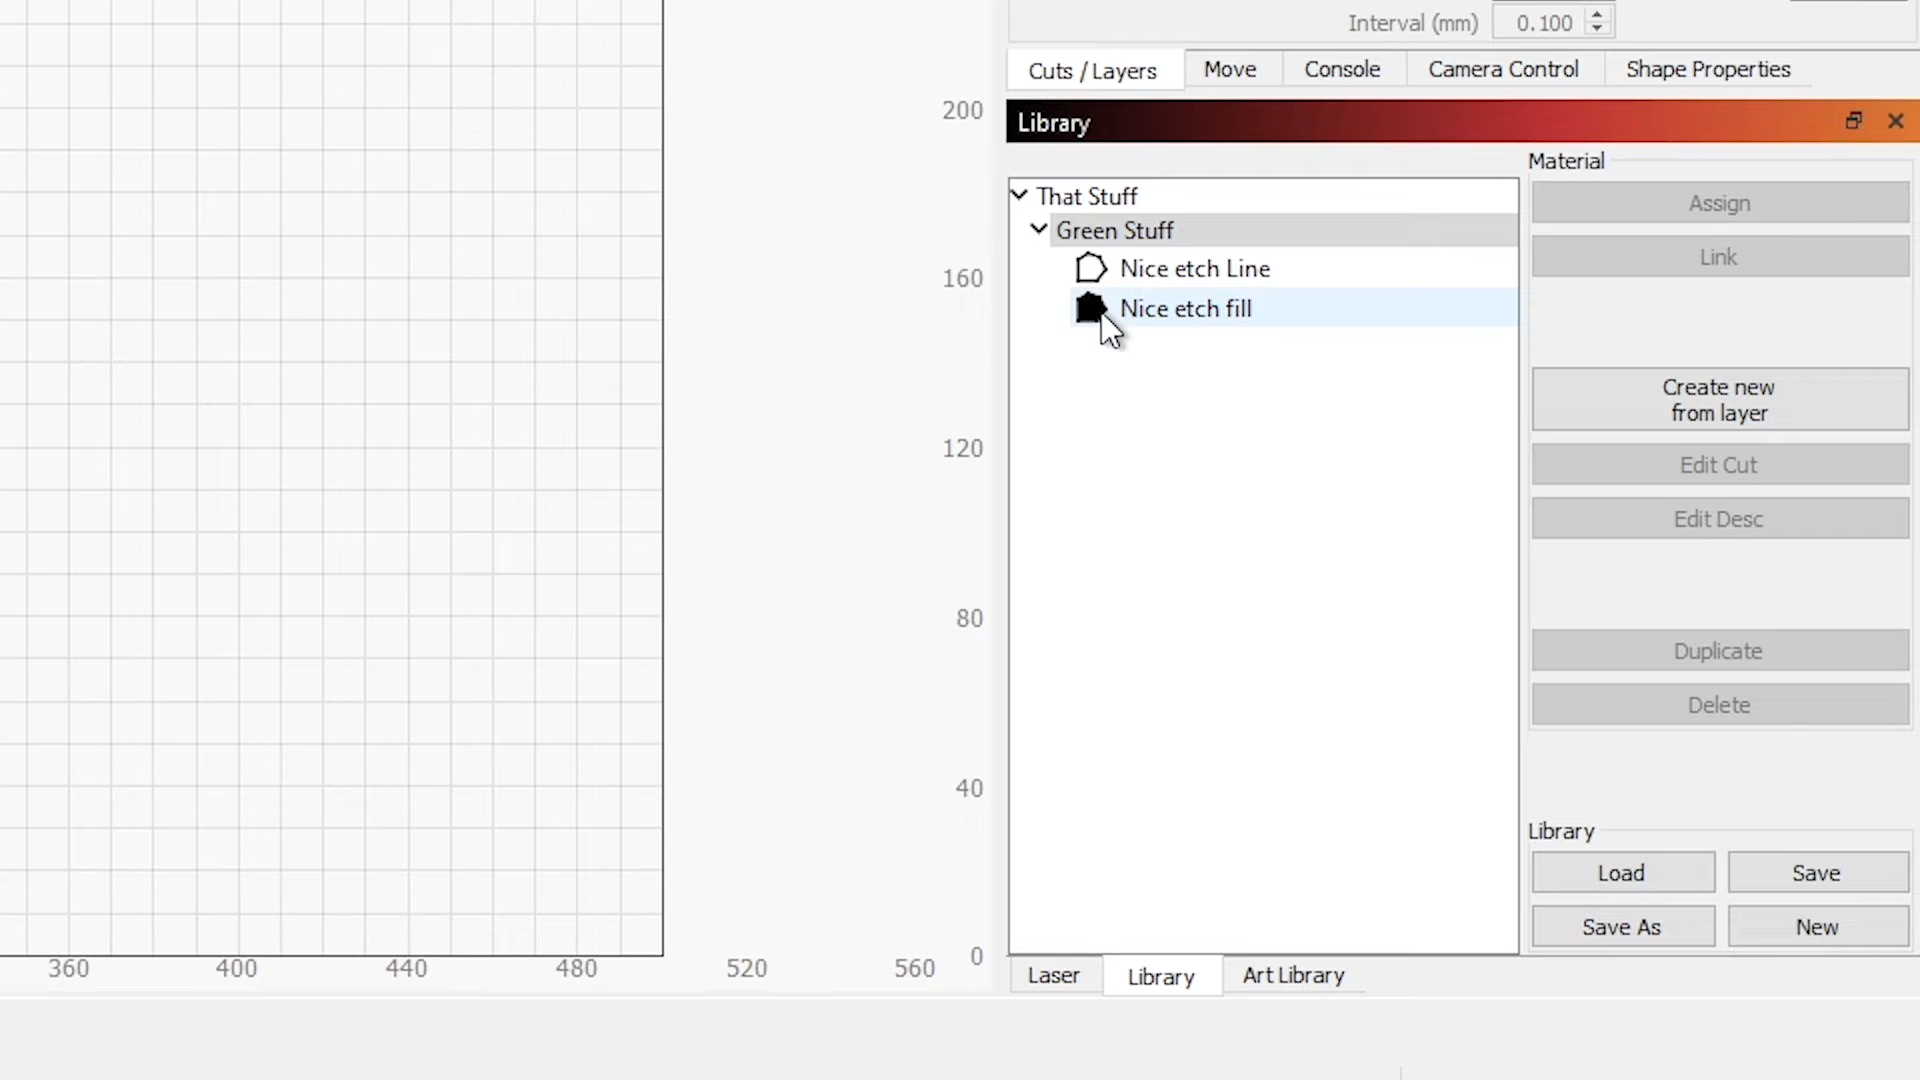 Interval (mm) 0.100
Cuts / Layers Move Console Camera Control Shape Properties
Library
Material
That Stuff
Green Stuff
Nice etch Line
Nice etch fill
Assign
Link
Create new
from layer
Edit Cut
Edit Desc
Duplicate
Delete
Library
Load Save
Save As New
Laser Library Art Library
200
160
120
80
40
0
360 400 440 480 520 560